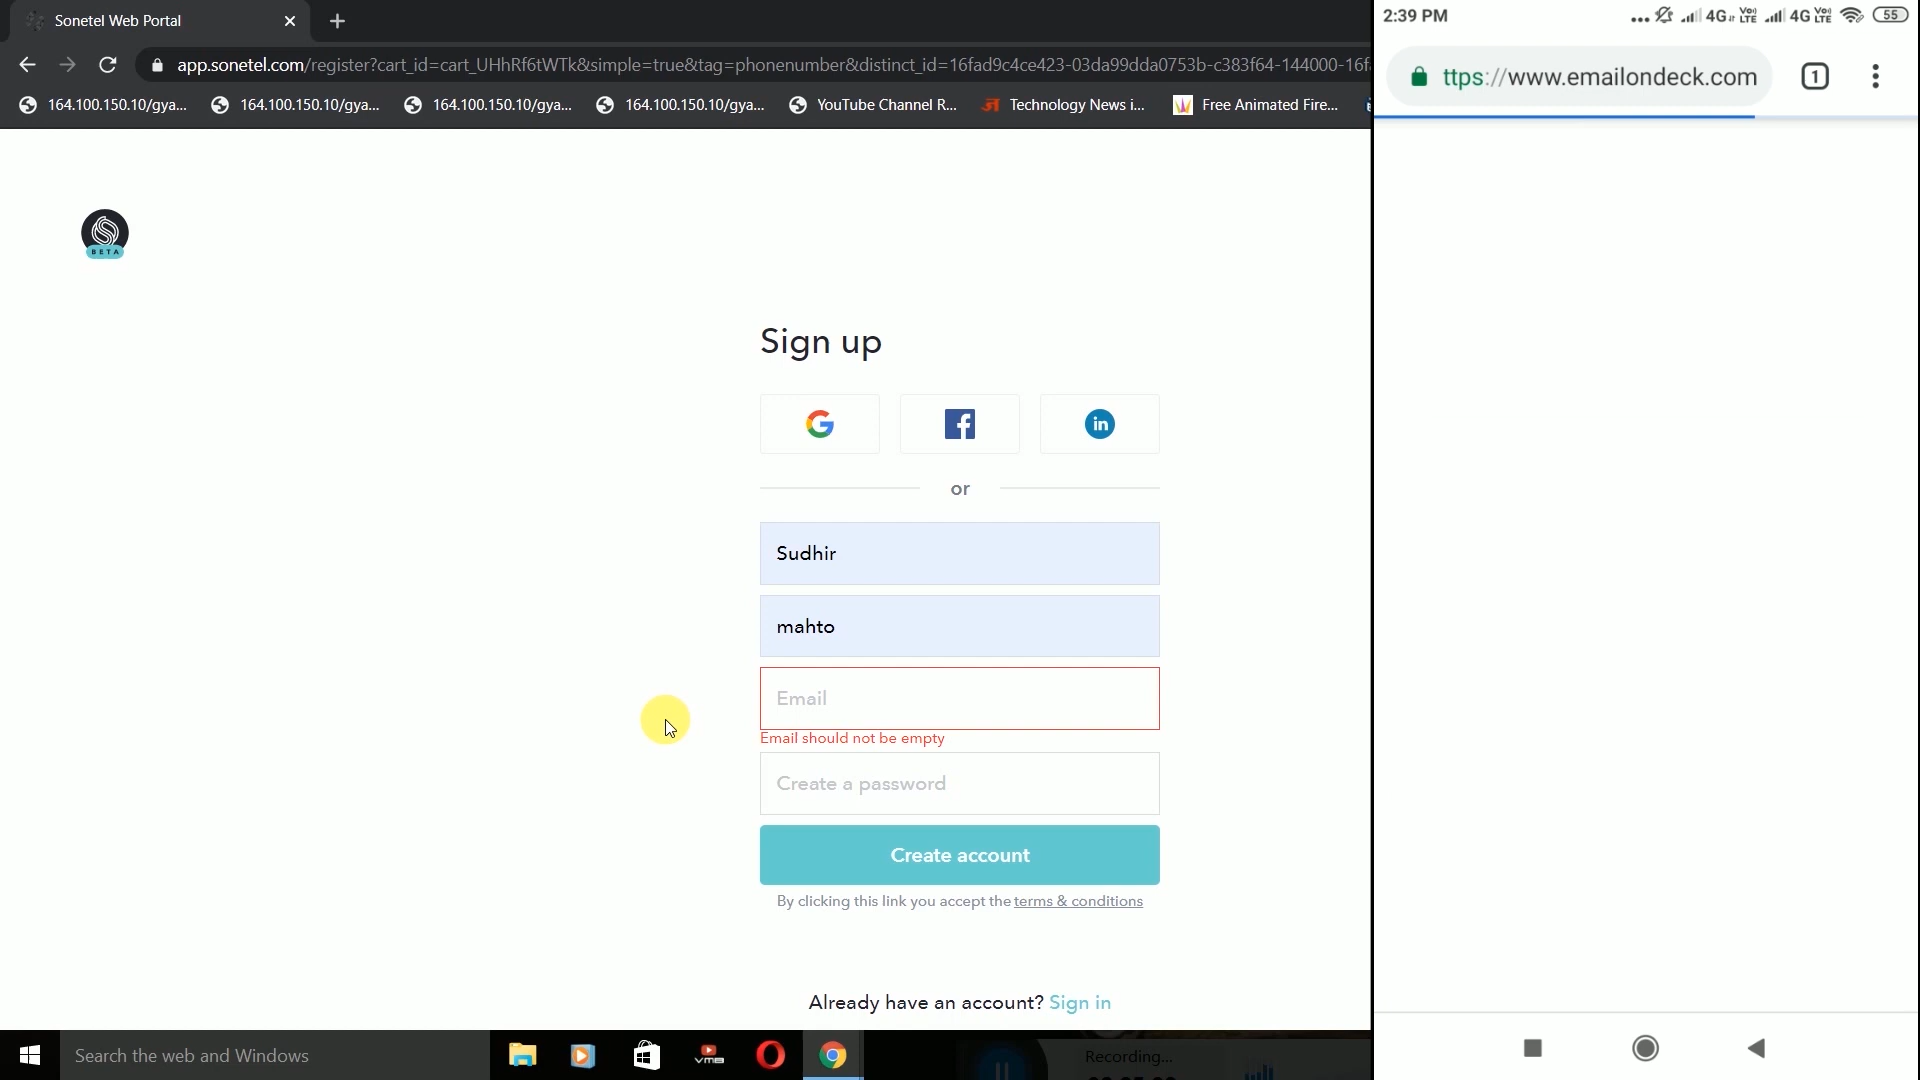 Sonetel Web Portal
app.sonetel.com/register?cart_id=cart_UHhRf6tWTk&simple=true&tag=phonenumber&distinct_id=16fad9c4ce423-03da99dda0753b-c383f64-144000-16f
164.100.150.10/gya...
164.100.150.10/gya...
164.100.150.10/gya...
164.100.150.10/gya...
YouTube Channel R...
Technology News i...
Free Animated Fire...
BETA
Sign up
or
Sudhir
mahto
Email
Email should not be empty
Create a password
Create account
By clicking this link you accept the terms & conditions
Already have an account? Sign in
Search the web and Windows
Recording...
2:39 PM
4G
VoLTE
4G
VoLTE
55
ttps://www.emailondeck.com
1